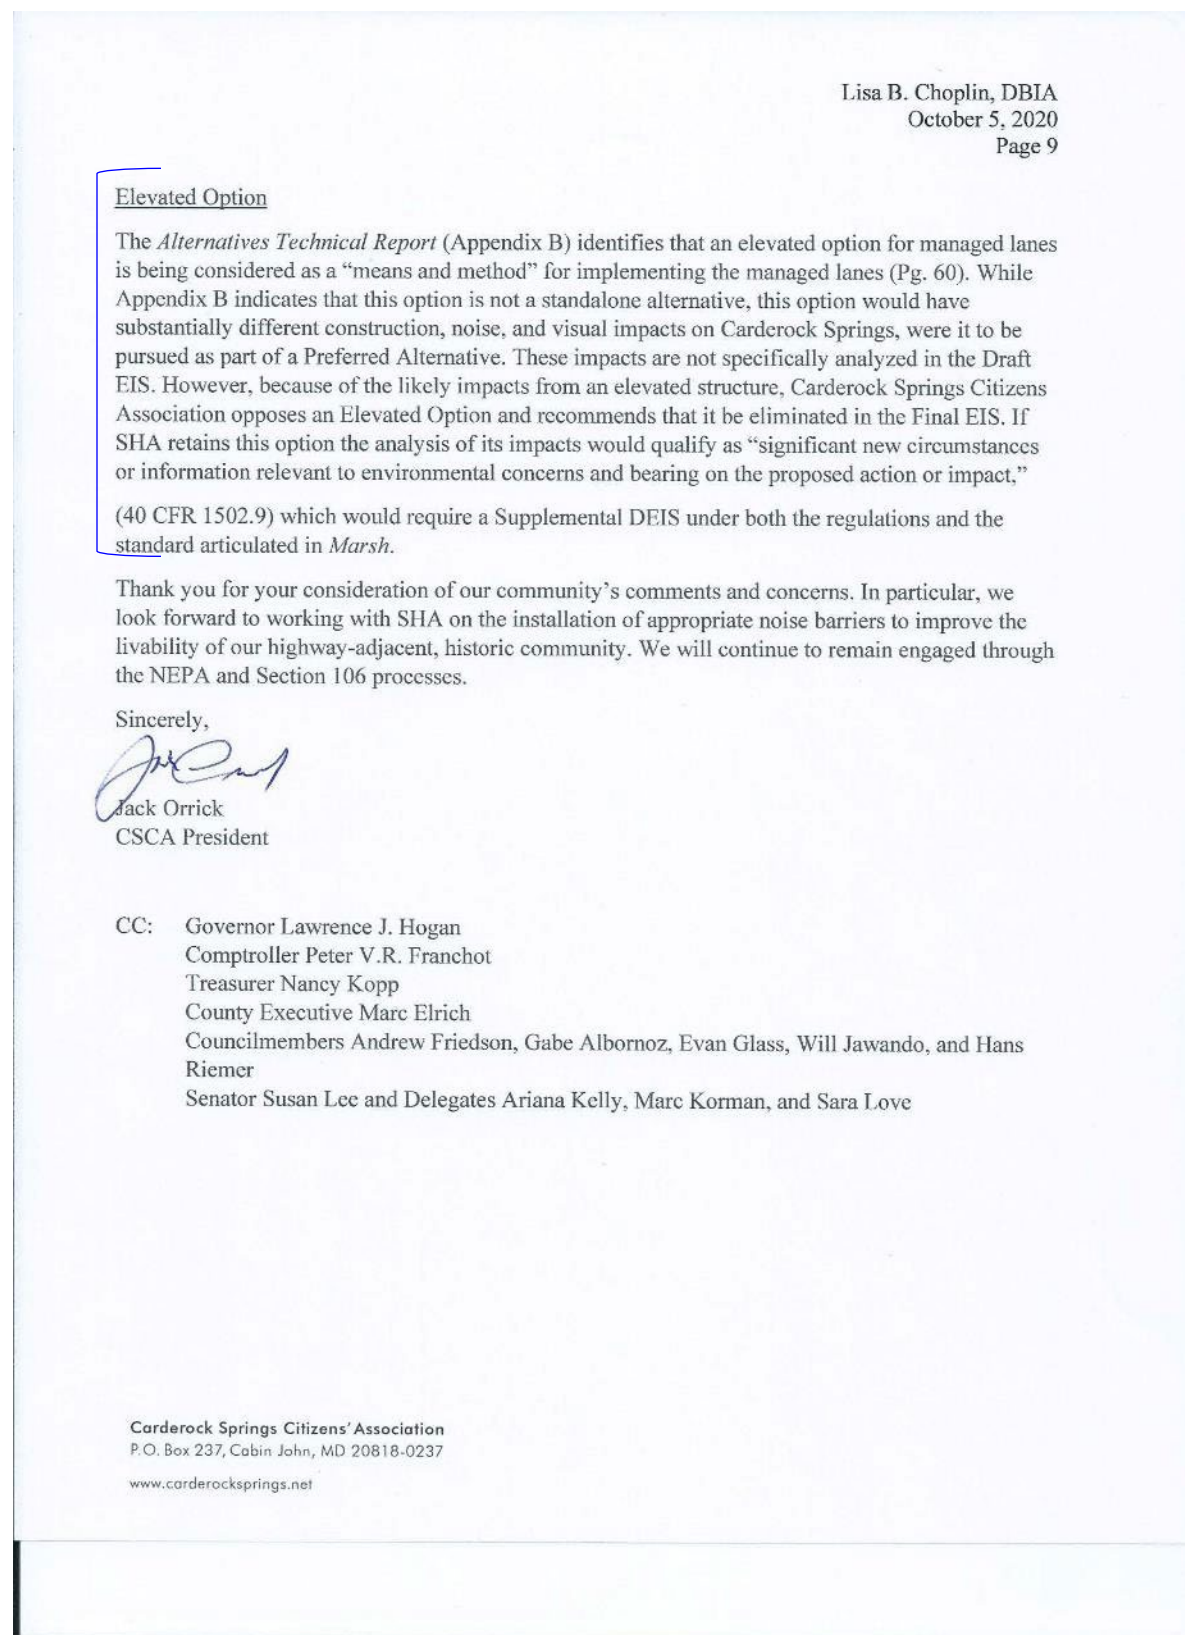 Lisa B. Choplin, DBIA
October 5, 2020
Page 9
Elevated Option
The Alternatives Technical Report (Appendix B) identifies that an elevated option for managed lanes
is being considered as a “means and method” for implementing the managed lanes (Pg. 60). While
Appendix B indicates that this option is not a standalone alternative, this option would have
substantially different construction, noise, and visual impacts on Carderock Springs, were it to be
pursued as part of a Preferred Alternative. These impacts are not specifically analyzed in the Draft
EIS. However, because of the likely impacts from an elevated structure, Carderock Springs Citizens
Association opposes an Elevated Option and recommends that it be eliminated in the Final EIS. If
SHA retains this option the analysis of its impacts would qualify as “significant new circumstances
or information relevant to environmental concerns and bearing on the proposed action or impact,”
(40 CFR 1502.9) which would require a Supplemental DEIS under both the regulations and the
standard articulated in Marsh.
Thank you for your consideration of our community’s comments and concerns. In particular, we
look forward to working with SHA on the installation of appropriate noise barriers to improve the
livability of our highway-adjacent, historic community. We will continue to remain engaged through
the NEPA and Section 106 processes.
Sincerely,
Jack Orrick
CSCA President
CC: Governor Lawrence J. Hogan
Comptroller Peter V.R. Franchot
Treasurer Nancy Kopp
County Executive Marc Elrich
Councilmembers Andrew Friedson, Gabe Albornoz, Evan Glass, Will Jawando, and Hans
Riemer
Senator Susan Lee and Delegates Ariana Kelly, Marc Korman, and Sara Love
Carderock Springs Citizens’ Association
P.O. Box 237, Cabin John, MD 20818-0237
www.carderocksprings.net